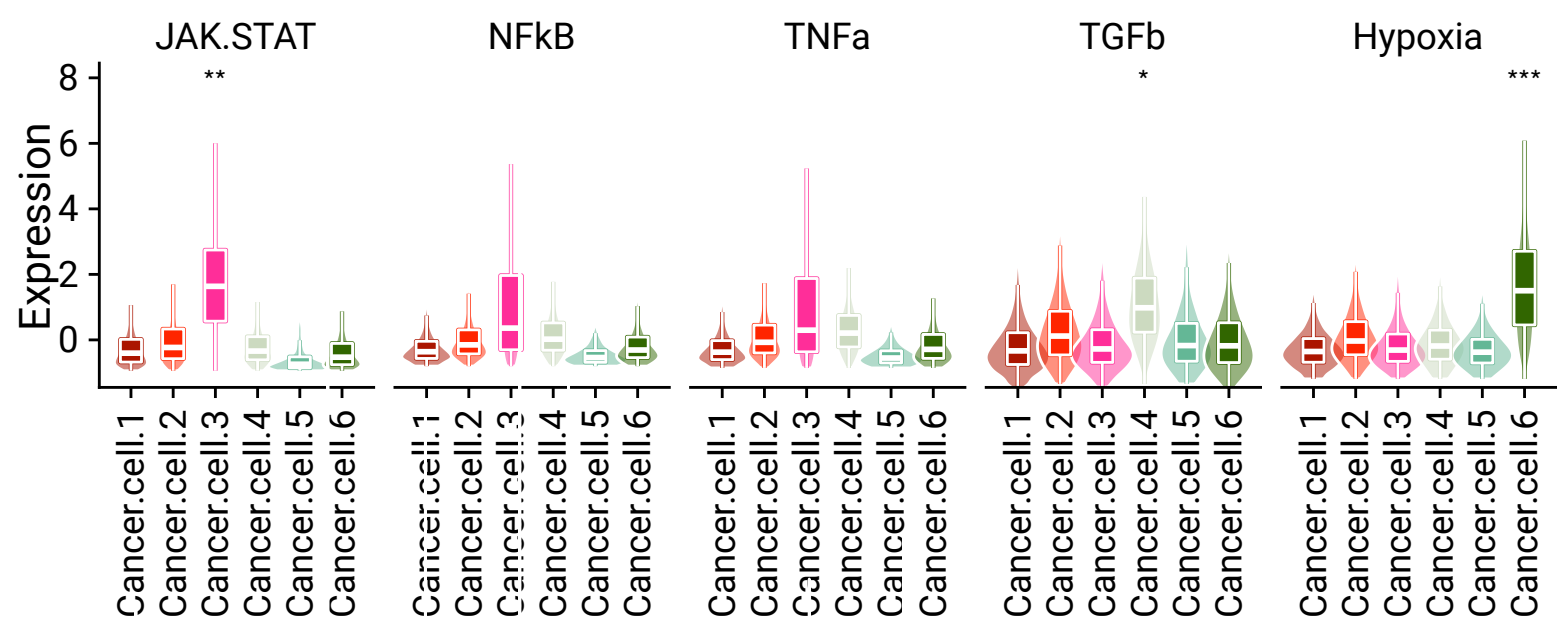 JAK.STAT NFkB TNFa TGFb Hypoxia
** * ***
Expression
8
6
4
2
0
Cancer.cell.1 Cancer.cell.2 Cancer.cell.3 Cancer.cell.4 Cancer.cell.5 Cancer.cell.6
Cancer.cell.1 Cancer.cell.2 Cancer.cell.3 Cancer.cell.4 Cancer.cell.5 Cancer.cell.6
Cancer.cell.1 Cancer.cell.2 Cancer.cell.3 Cancer.cell.4 Cancer.cell.5 Cancer.cell.6
Cancer.cell.1 Cancer.cell.2 Cancer.cell.3 Cancer.cell.4 Cancer.cell.5 Cancer.cell.6
Cancer.cell.1 Cancer.cell.2 Cancer.cell.3 Cancer.cell.4 Cancer.cell.5 Cancer.cell.6